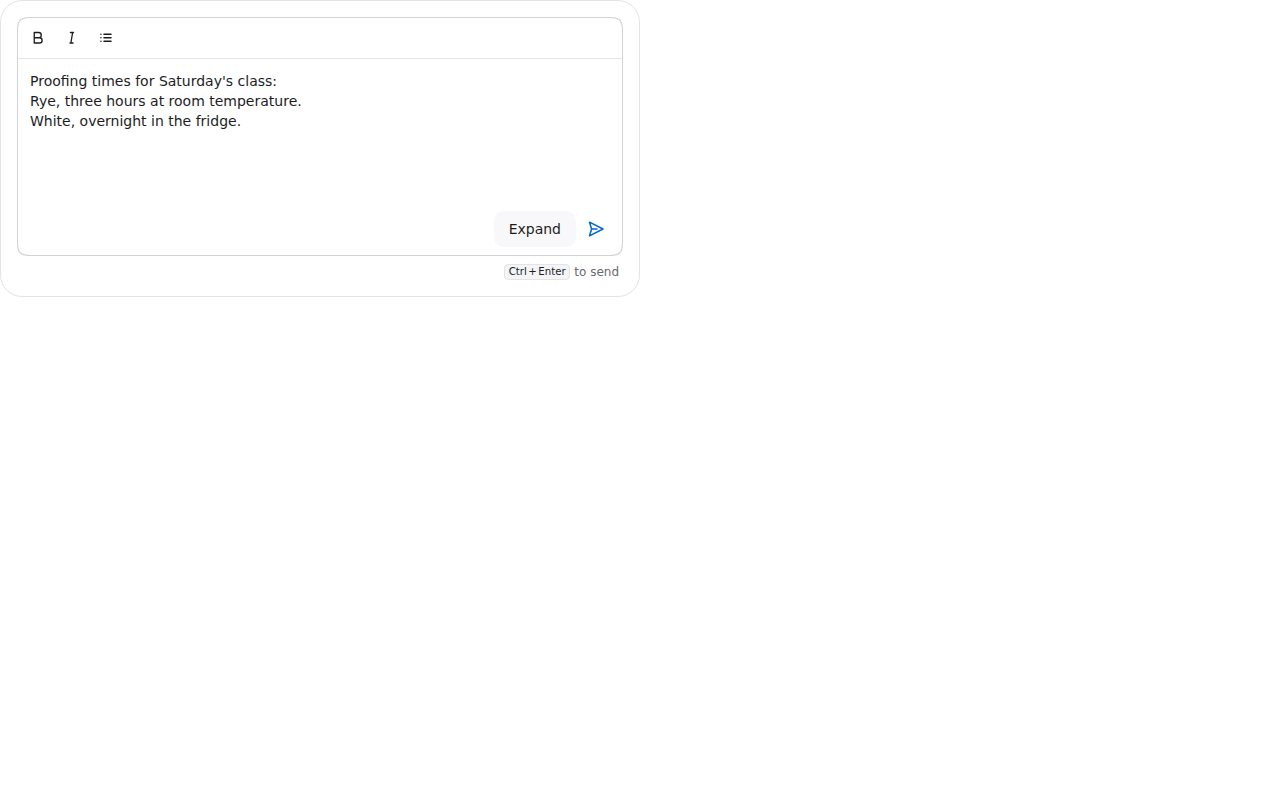 Proofing times for Saturday's class:
Rye, three hours at room temperature.
White, overnight in the fridge.
Expand
Ctrl+Enter to send